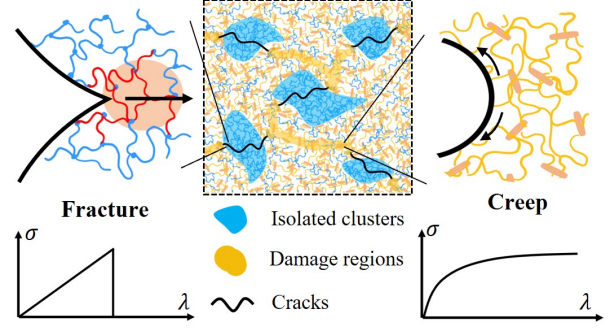 Fracture
Creep
Isolated clusters
Damage regions
Cracks
σ
λ
σ
λ